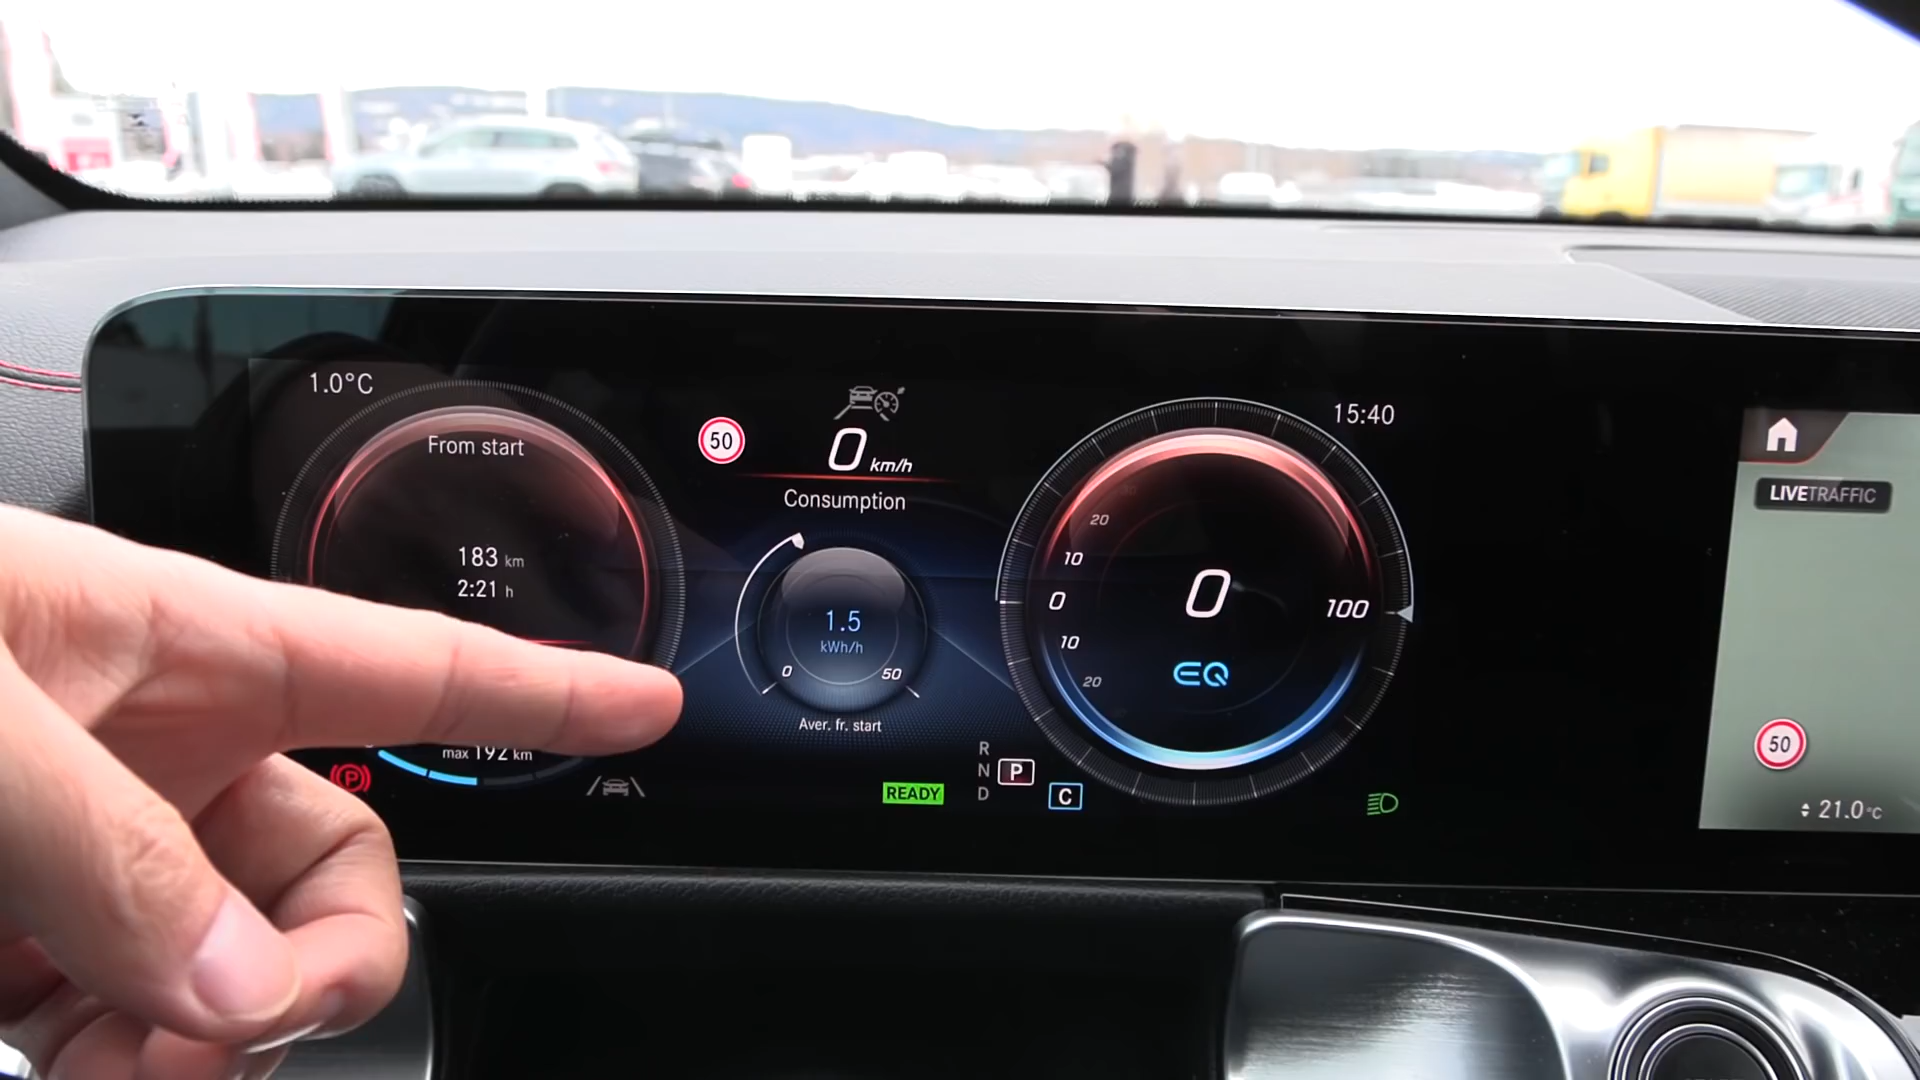 1.0°C
15:40
50
0 km/h
From start
Consumption
LIVETRAFFIC
183 km
2:21 h
1.5
kWh/h
0 50
Aver. fr. start
20
10
0
10
20
0
100
EQ
max 192 km
P
READY
R
N P
D
C
50
21.0°C